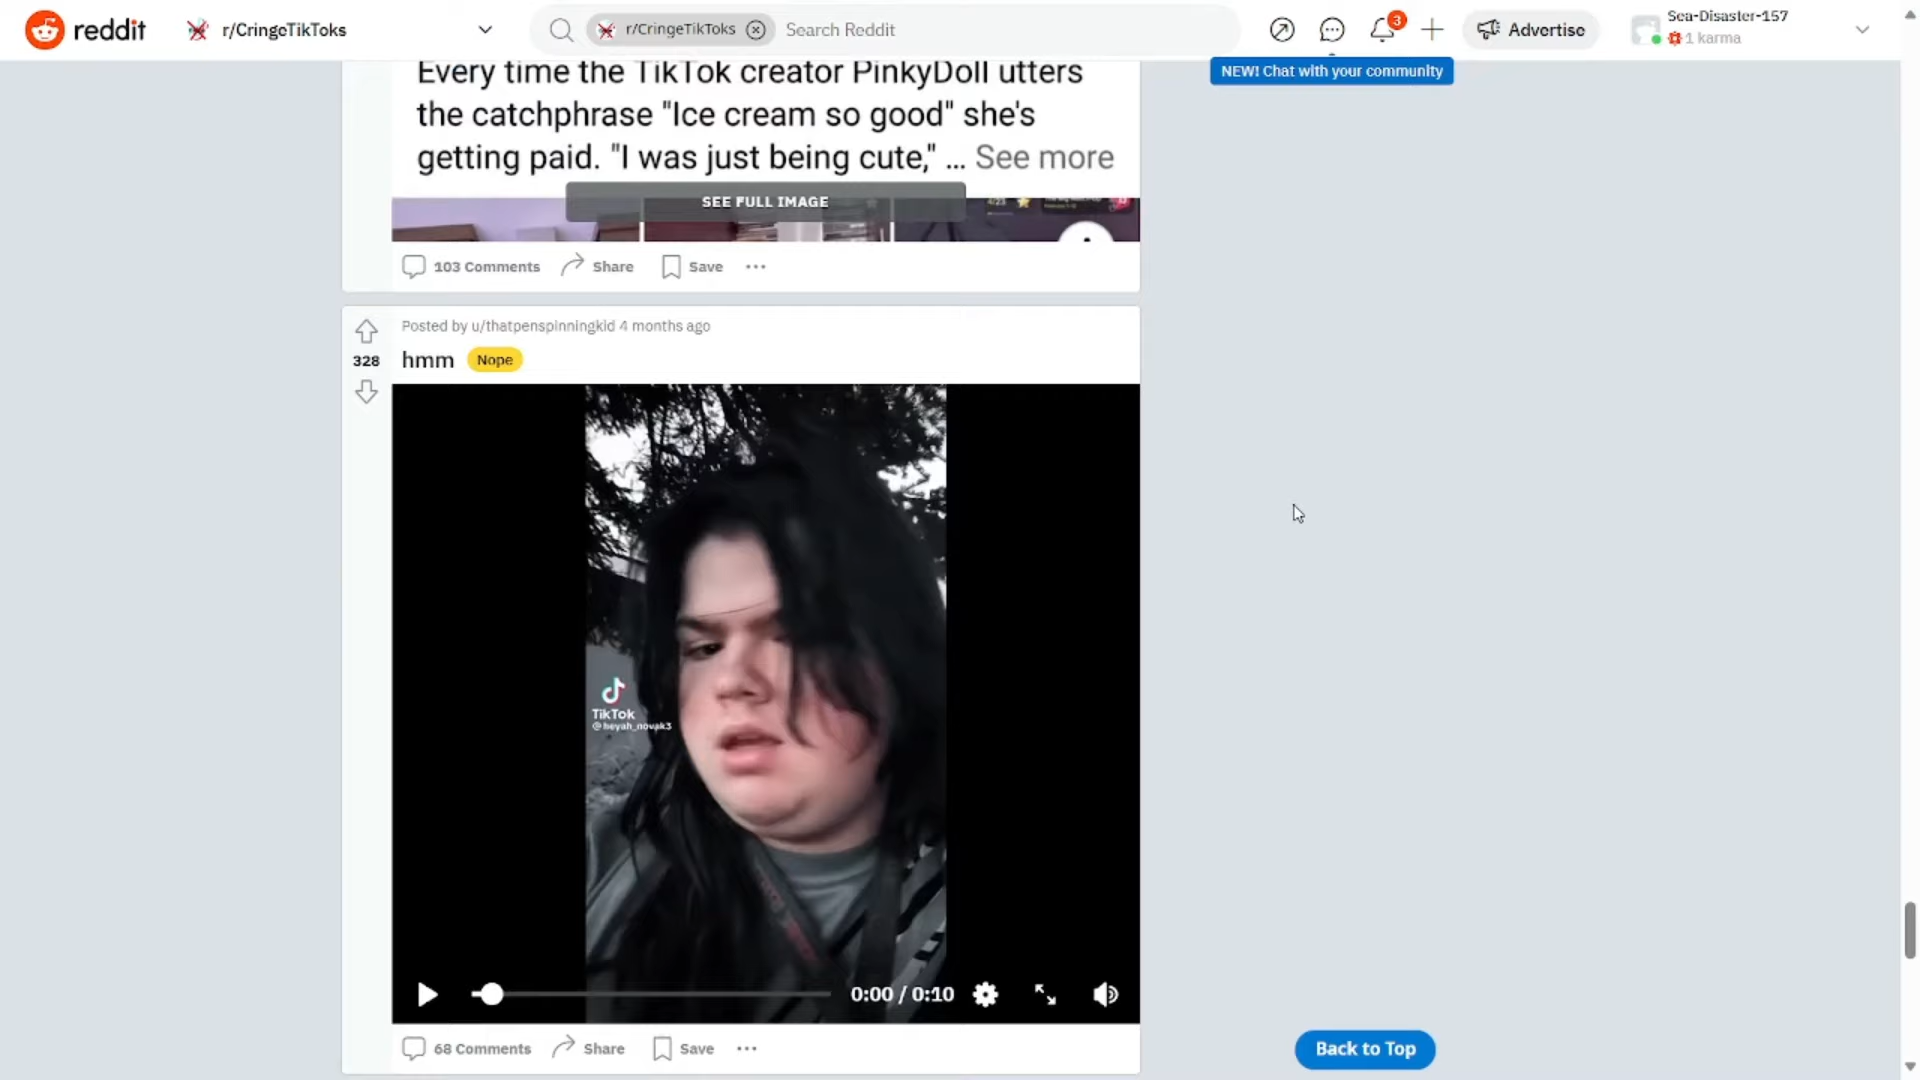 reddit
r/CringeTikToks
r/CringeTikToks
Search Reddit
3
Advertise
Sea-Disaster-157
1 karma
NEW! Chat with your community
Every time the TikTok creator PinkyDoll utters
the catchphrase "Ice cream so good" she's
getting paid. "I was just being cute," ... See more
SEE FULL IMAGE
4/23
103 Comments
Share
Save
Posted by u/thatpenspinningkid 4 months ago
328
hmm
Nope
TikTok
@heyah_novak3
0:00 / 0:10
68 Comments
Share
Save
Back to Top